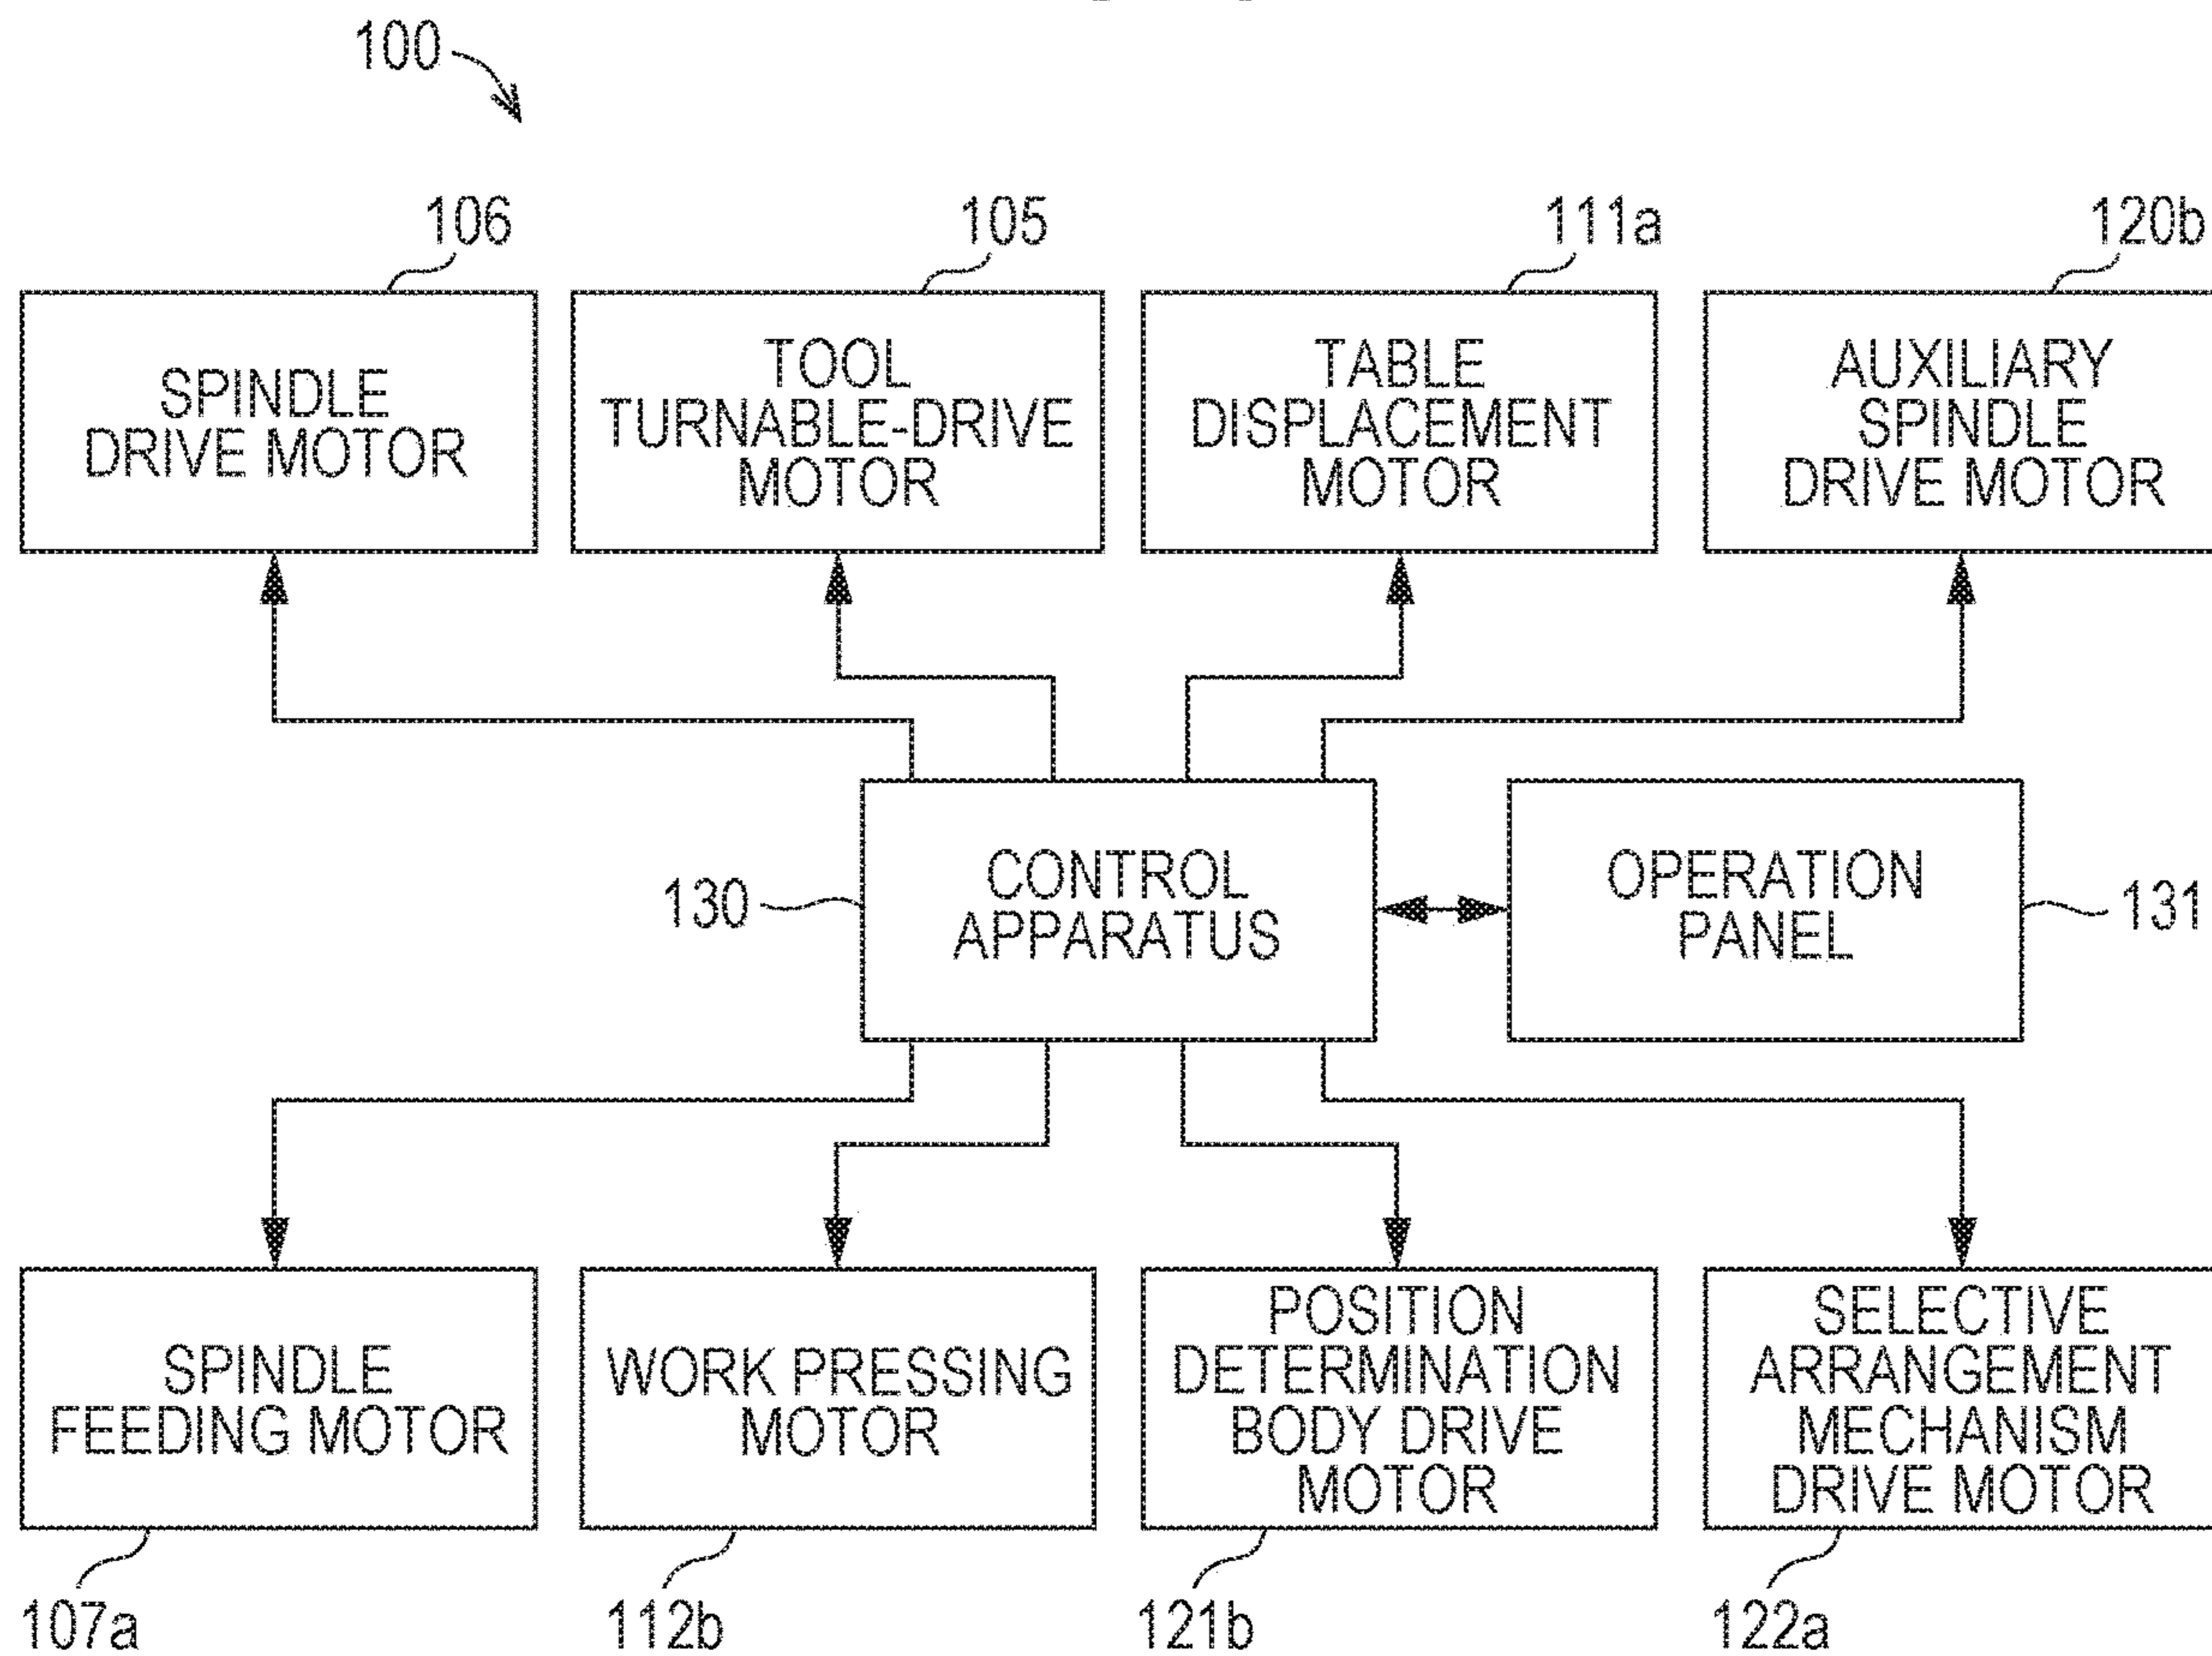 100
106
105
111a
120b
SPINDLE
DRIVE MOTOR
TOOL
TURNABLE-DRIVE
MOTOR
TABLE
DISPLACEMENT
MOTOR
AUXILIARY
SPINDLE
DRIVE MOTOR
130
CONTROL
APPARATUS
OPERATION
PANEL
131
SPINDLE
FEEDING MOTOR
WORK PRESSING
MOTOR
POSITION
DETERMINATION
BODY DRIVE
MOTOR
SELECTIVE
ARRANGEMENT
MECHANISM
DRIVE MOTOR
107a
112b
121b
122a